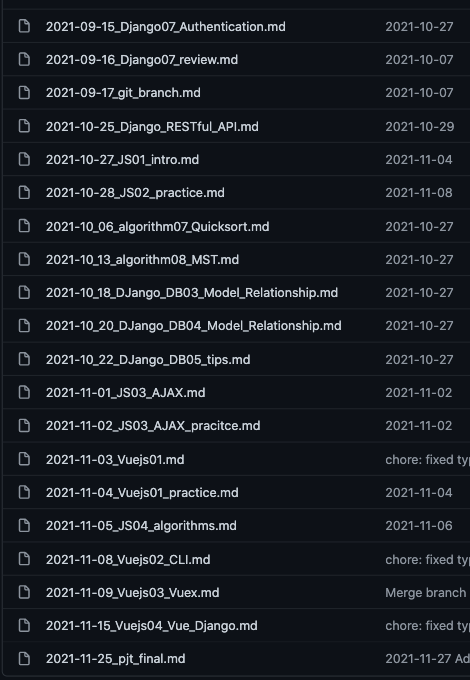 2021-09-15_Django07_Authentication.md 2021-10-27
2021-09-16_Django07_review.md 2021-10-07
2021-09-17_git_branch.md 2021-10-07
2021-10-25_Django_RESTful_API.md 2021-10-29
2021-10-27_JS01_intro.md 2021-11-04
2021-10-28_JS02_practice.md 2021-11-08
2021-10_06_algorithm07_Quicksort.md 2021-10-27
2021-10_13_algorithm08_MST.md 2021-10-27
2021-10_18_DJango_DB03_Model_Relationship.md 2021-10-27
2021-10_20_DJango_DB04_Model_Relationship.md 2021-10-27
2021-10_22_DJango_DB05_tips.md 2021-10-27
2021-11-01_JS03_AJAX.md 2021-11-02
2021-11-02_JS03_AJAX_pracitce.md 2021-11-02
2021-11-03_Vuejs01.md chore: fixed ty
2021-11-04_Vuejs01_practice.md 2021-11-04
2021-11-05_JS04_algorithms.md 2021-11-06
2021-11-08_Vuejs02_CLI.md chore: fixed ty
2021-11-09_Vuejs03_Vuex.md Merge branch
2021-11-15_Vuejs04_Vue_Django.md chore: fixed ty
2021-11-25_pjt_final.md 2021-11-27 Ad